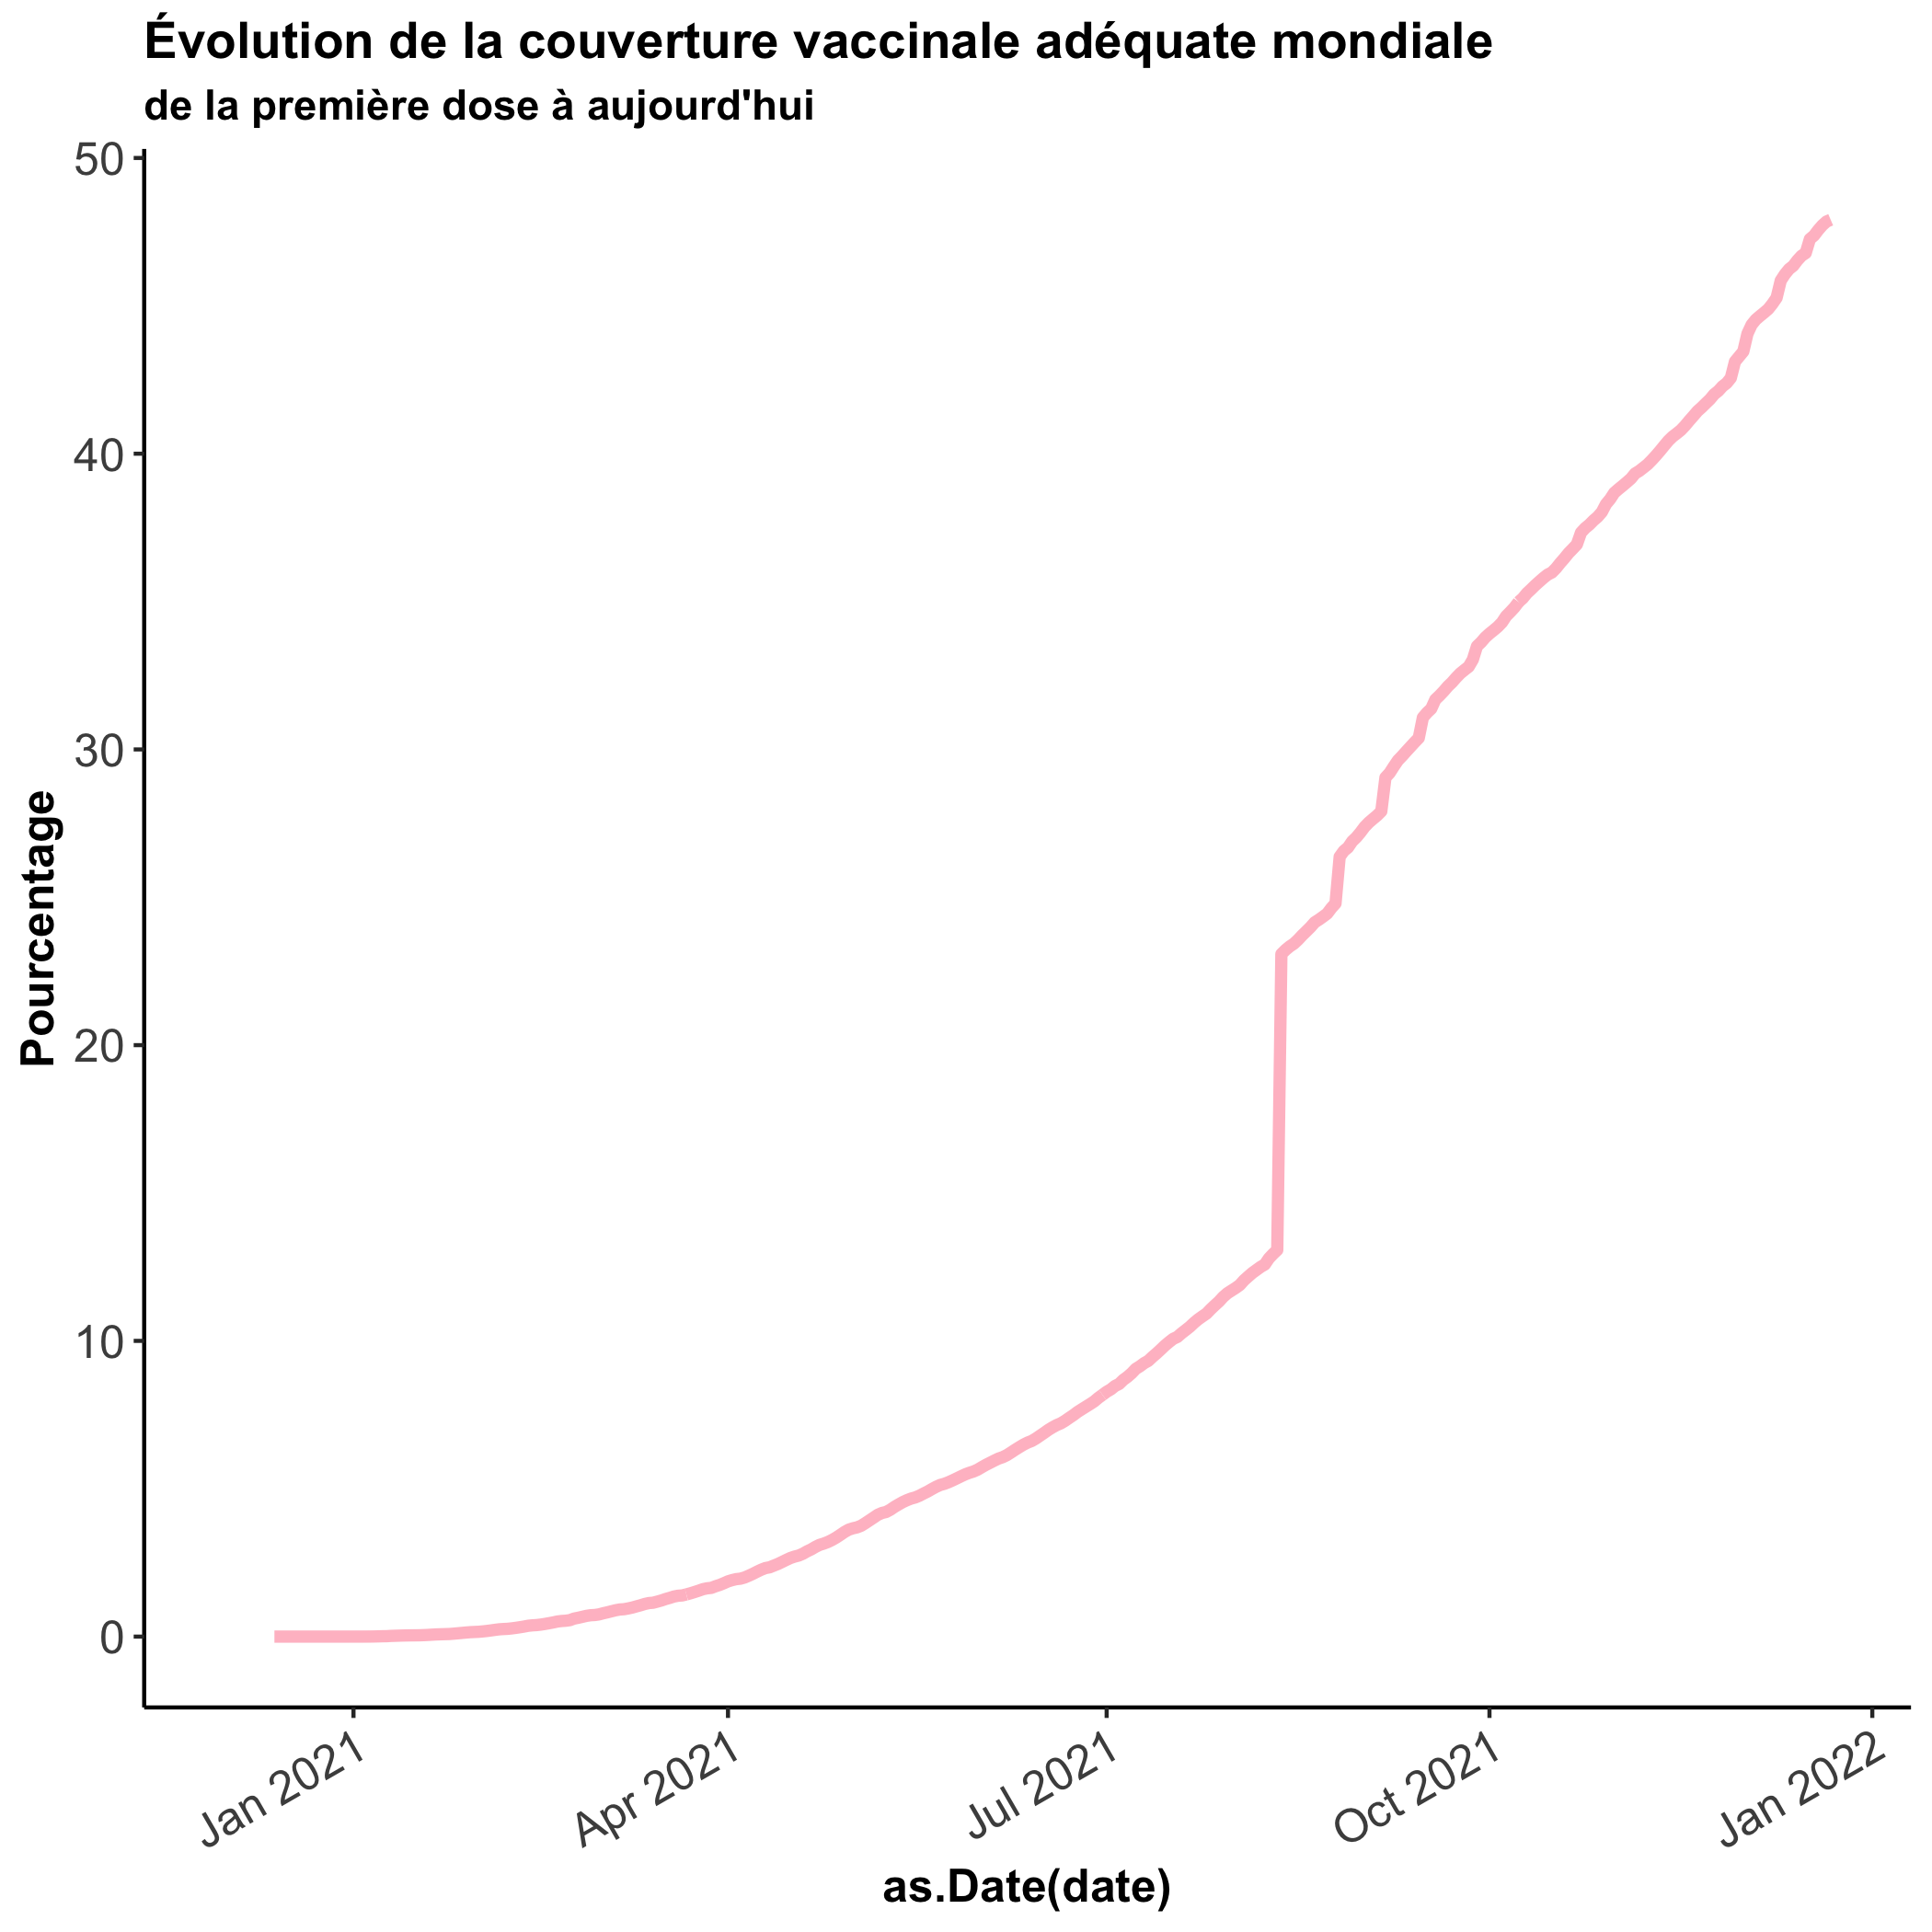 Évolution de la couverture vaccinale adéquate mondiale
de la première dose à aujourd'hui
50
40
30
20
10
0
Pourcentage
Jan 2021
Apr 2021
Jul 2021
Oct 2021
Jan 2022
as.Date(date)